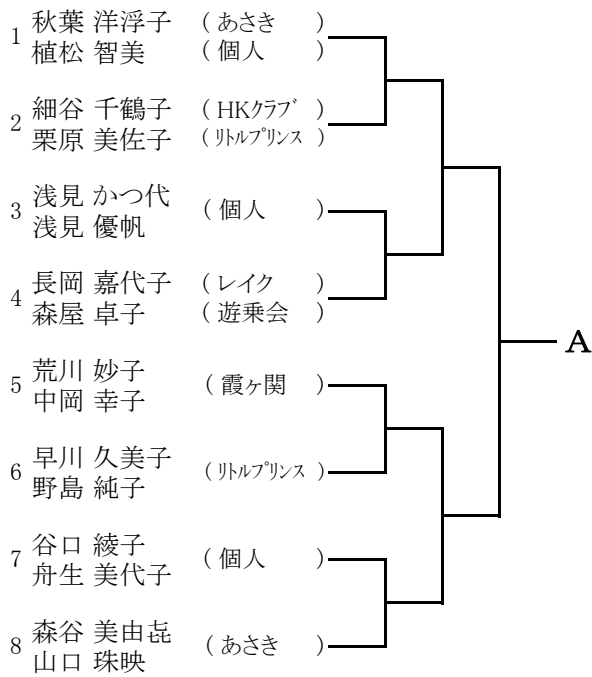 1 秋葉 洋浮子 (あさき)
植松 智美 (個人)
2 細谷 千鶴子 (HKクラブ)
栗原 美佐子 (リトルプリンス)
3 浅見 かつ代 (個人)
浅見 優帆
4 長岡 嘉代子 (レイク)
森屋 卓子 (遊乗会)
A
5 荒川 妙子 (霞ヶ関)
中岡 幸子
6 早川 久美子 (リトルプリンス)
野島 純子
7 谷口 綾子 (個人)
舟生 美代子
8 森谷 美由㐂 (あさき)
山口 珠映